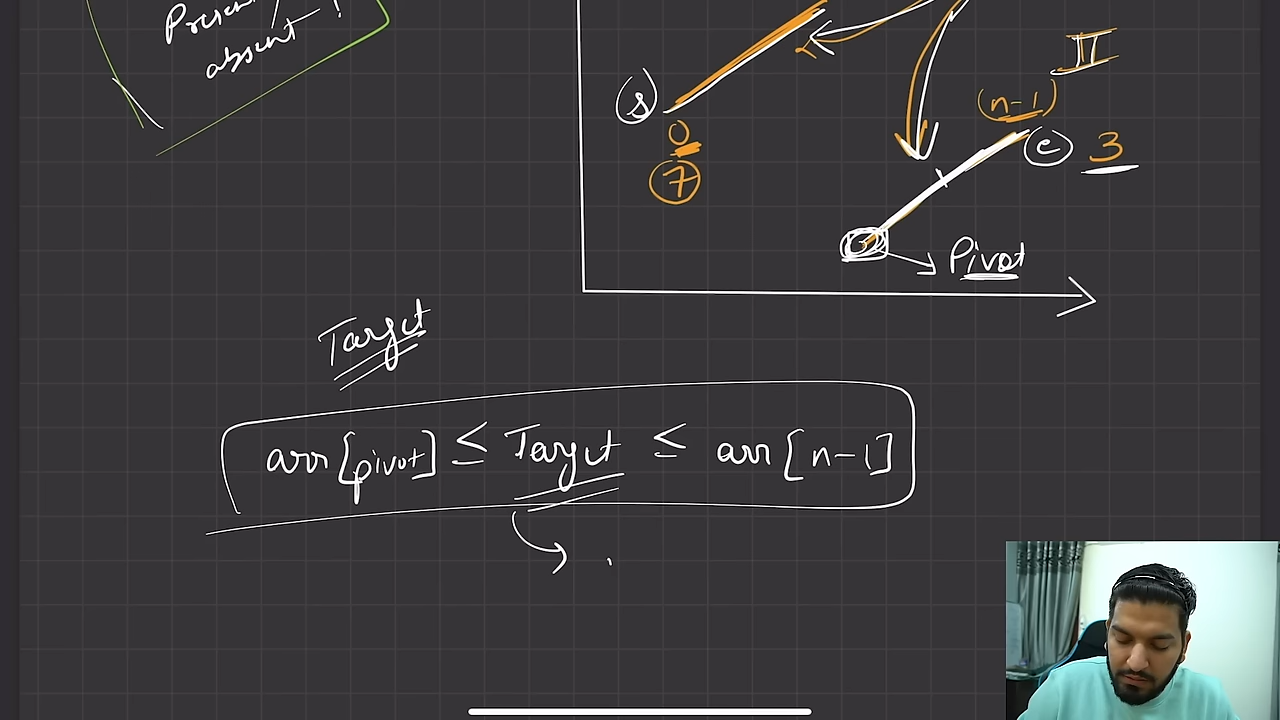 Present/
absent - !
II
(n-1)
(s)
(e) 3
0
(7)
Pivot
Target
arr[pivot] ≤ Target ≤ arr[n-1]